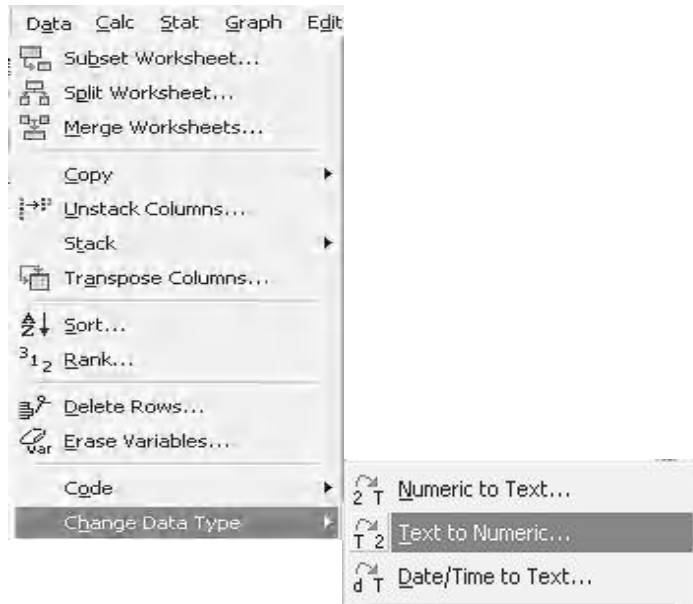 Data Calc Stat Graph Edit
Subset Worksheet...
Split Worksheet...
Merge Worksheets...
Copy
Unstack Columns...
Stack
Transpose Columns...
Sort...
Rank...
Delete Rows...
Erase Variables...
Code
Change Data Type
Numeric to Text...
Text to Numeric...
Date/Time to Text...